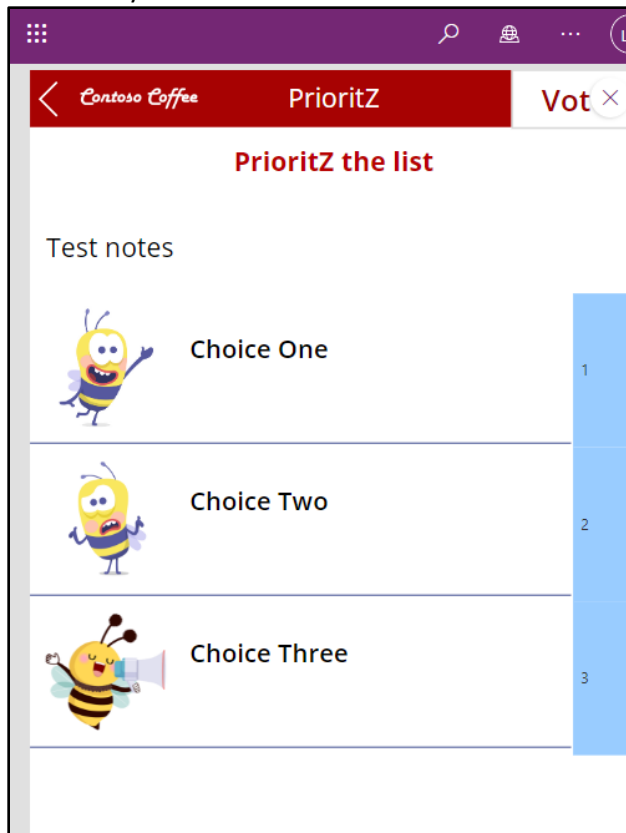 Contoso Coffee PrioritZ Vot
PrioritZ the list
Test notes
Choice One
1
Choice Two
2
Choice Three
3